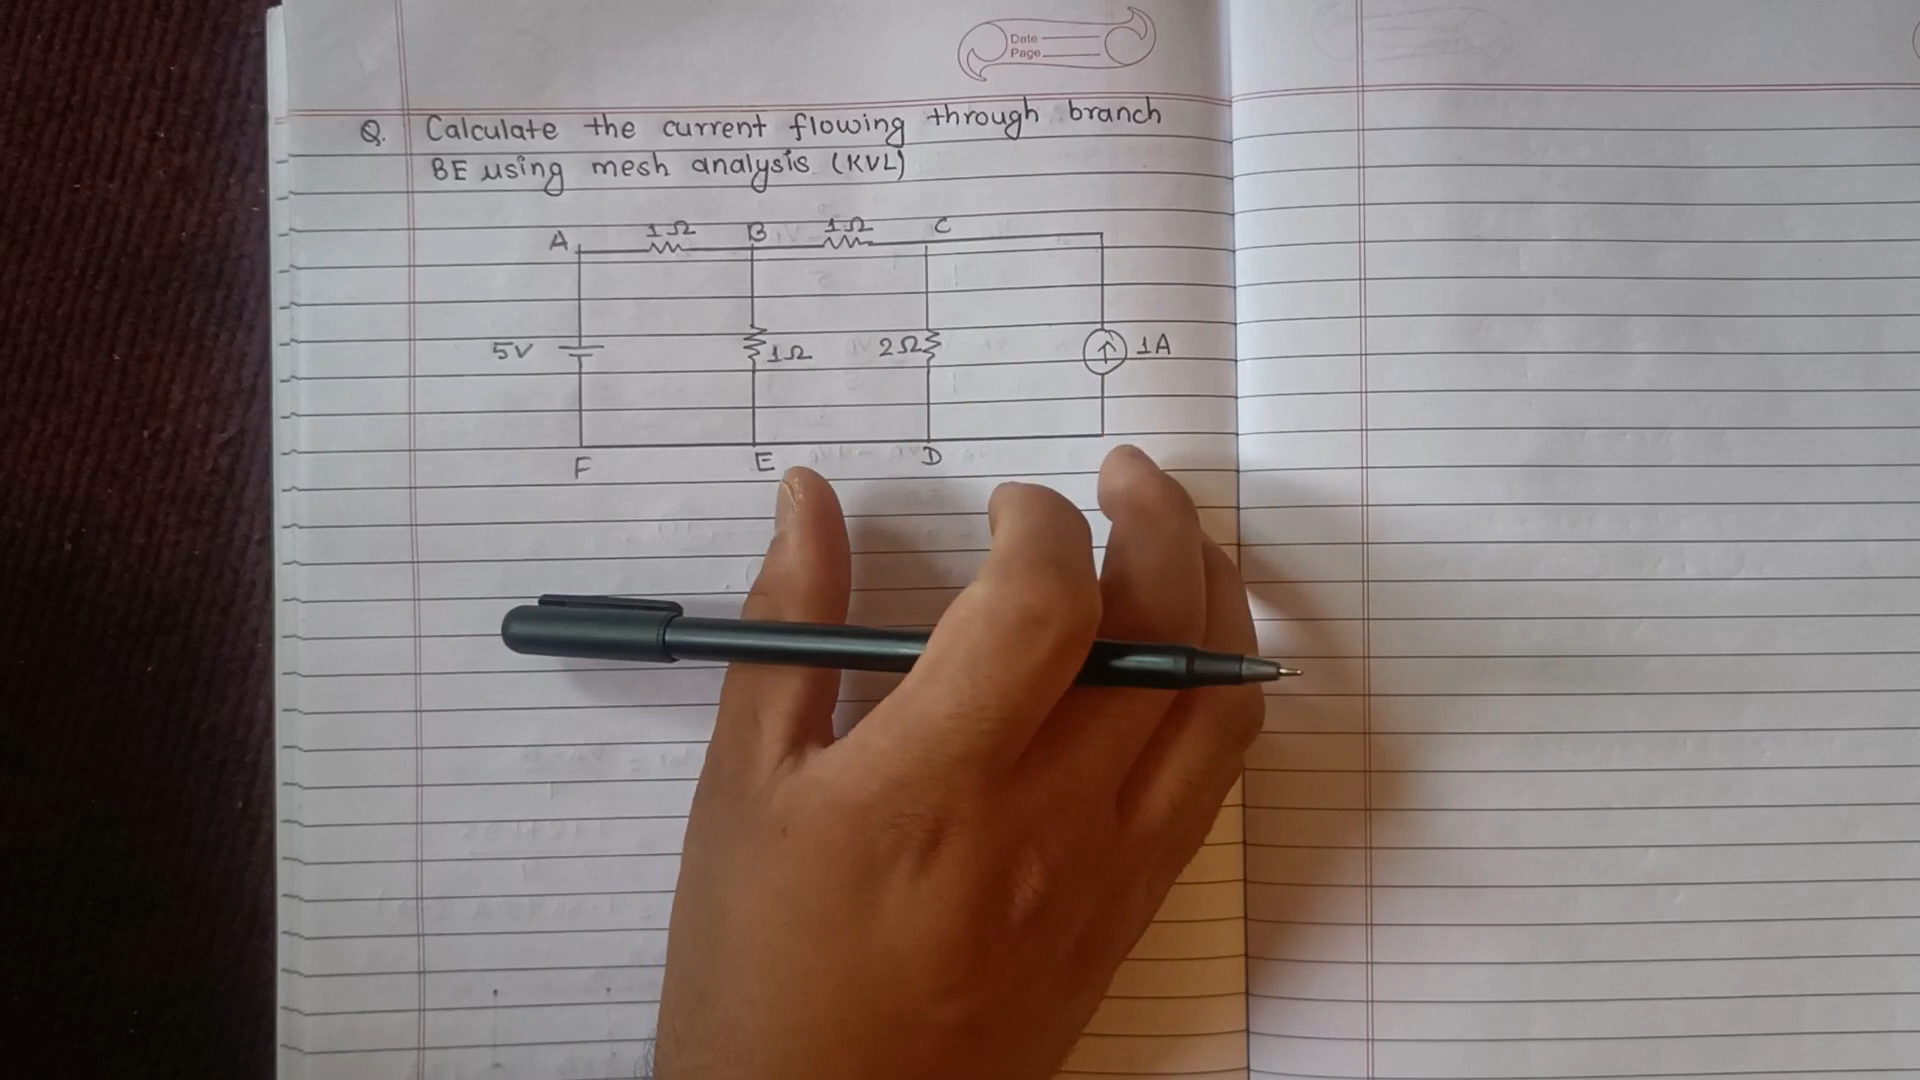 Date
Page
Q. Calculate the current flowing through branch
BE using mesh analysis (KVL)
A 1Ω B 1Ω C
5V 1Ω 2Ω 1A
F E D